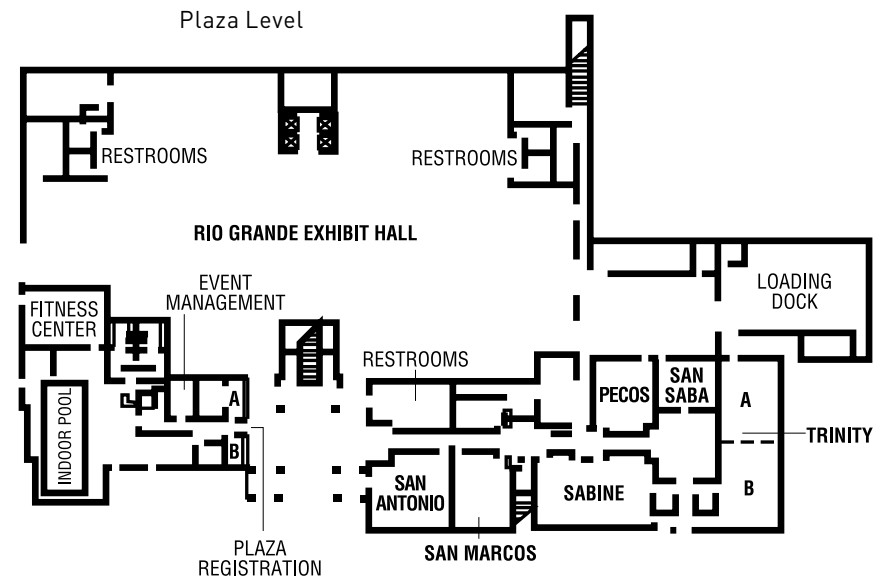 Plaza Level
RESTROOMS
RESTROOMS
RIO GRANDE EXHIBIT HALL
EVENT
MANAGEMENT
LOADING
DOCK
FITNESS
CENTER
RESTROOMS
PECOS
SAN
SABA
A
A
INDOOR POOL
TRINITY
B
B
SAN
ANTONIO
SABINE
PLAZA
REGISTRATION
SAN MARCOS